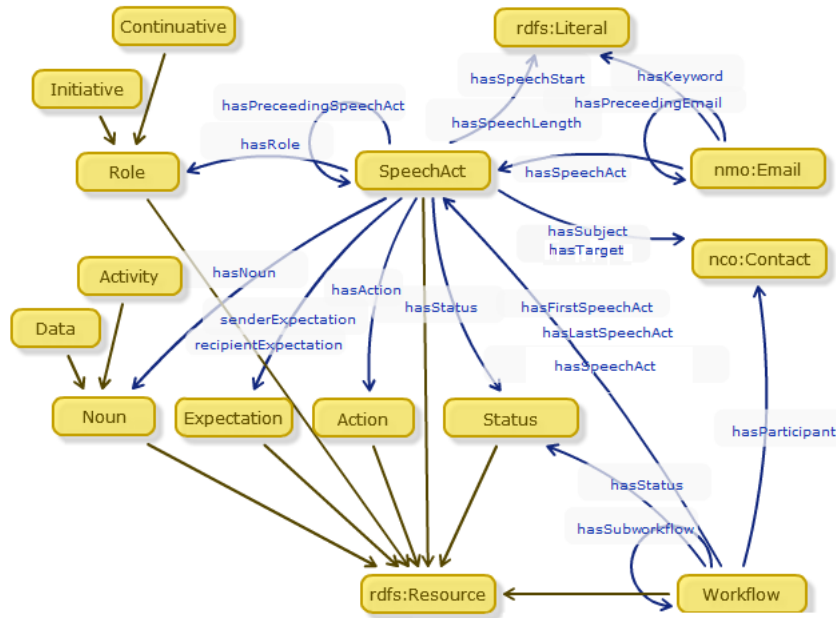 Continuative
rdfs:Literal
Initiative
hasSpeechStart
hasKeyword
hasPreceedingSpeechAct
hasPreceedingEmail
hasSpeechLength
hasRole
Role
SpeechAct
hasSpeechAct
nmo:Email
hasSubject
hasTarget
nco:Contact
Activity
hasNoun
hasAction
hasStatus
hasFirstSpeechAct
Data
senderExpectation
hasLastSpeechAct
recipientExpectation
hasSpeechAct
Noun
Expectation
Action
Status
hasParticipant
hasStatus
hasSubworkflow
rdfs:Resource
Workflow